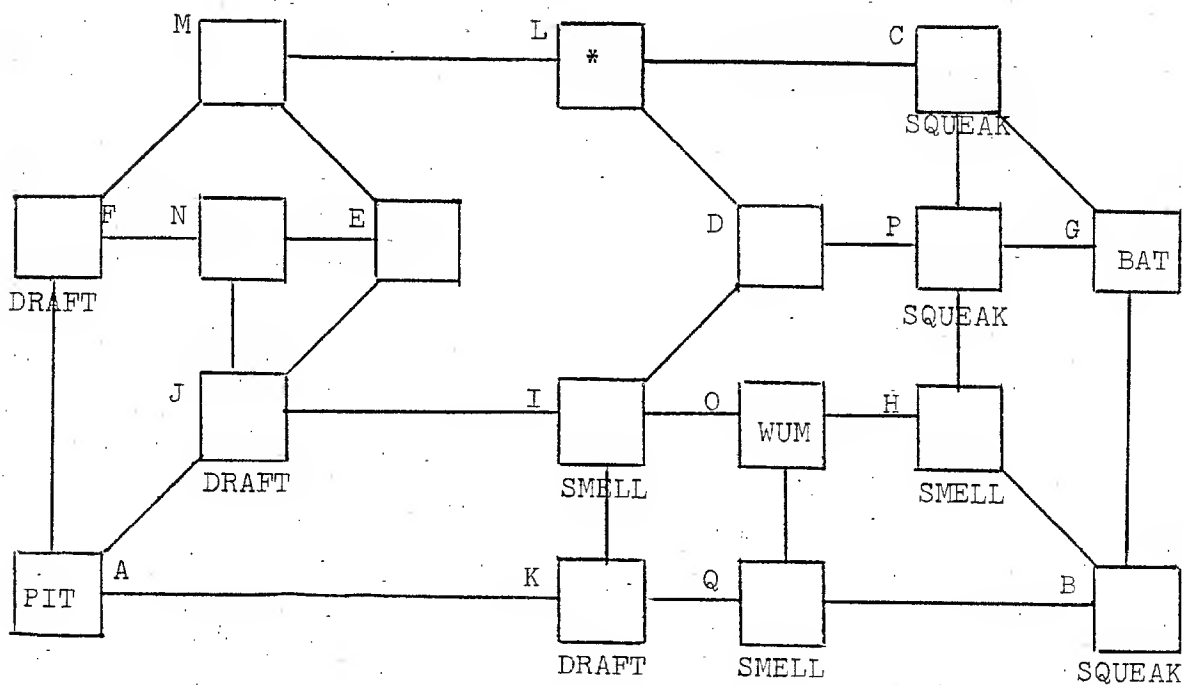 M L C
*
SQUEAK
F N E D P G
BAT
DRAFT SQUEAK
J I O H
WUM
DRAFT SMELL SMELL
A K Q B
PIT
DRAFT SMELL SQUEAK